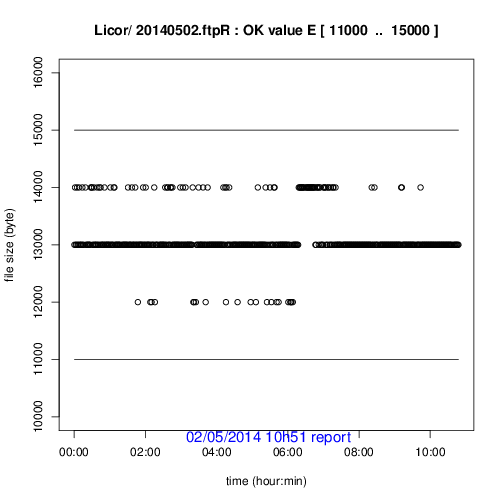 Licor/ 20140502.ftpR : OK value E [ 11000 .. 15000 ]
file size (byte)
16000
15000
14000
13000
12000
11000
10000
00:00 02:00 04:00 06:00 08:00 10:00
02/05/2014 10h51 report
time (hour:min)